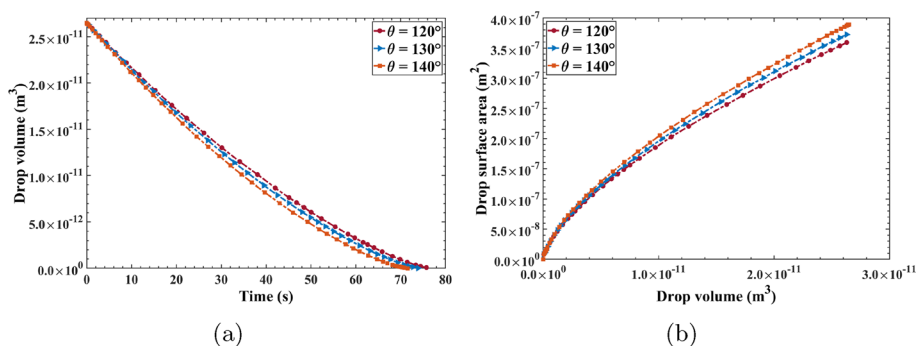 2.5×10⁻¹¹
2.0×10⁻¹¹
1.5×10⁻¹¹
1.0×10⁻¹¹
5.0×10⁻¹²
0.0×10⁰
Drop volume (m³)
θ = 120°
θ = 130°
θ = 140°
0 10 20 30 40 50 60 70 80
Time (s)
(a)
4.0×10⁻⁷
3.5×10⁻⁷
3.0×10⁻⁷
2.5×10⁻⁷
2.0×10⁻⁷
1.5×10⁻⁷
1.0×10⁻⁷
5.0×10⁻⁸
0.0×10⁰
Drop surface area (m²)
θ = 120°
θ = 130°
θ = 140°
0.0×10⁰ 1.0×10⁻¹¹ 2.0×10⁻¹¹ 3.0×10⁻¹¹
Drop volume (m³)
(b)